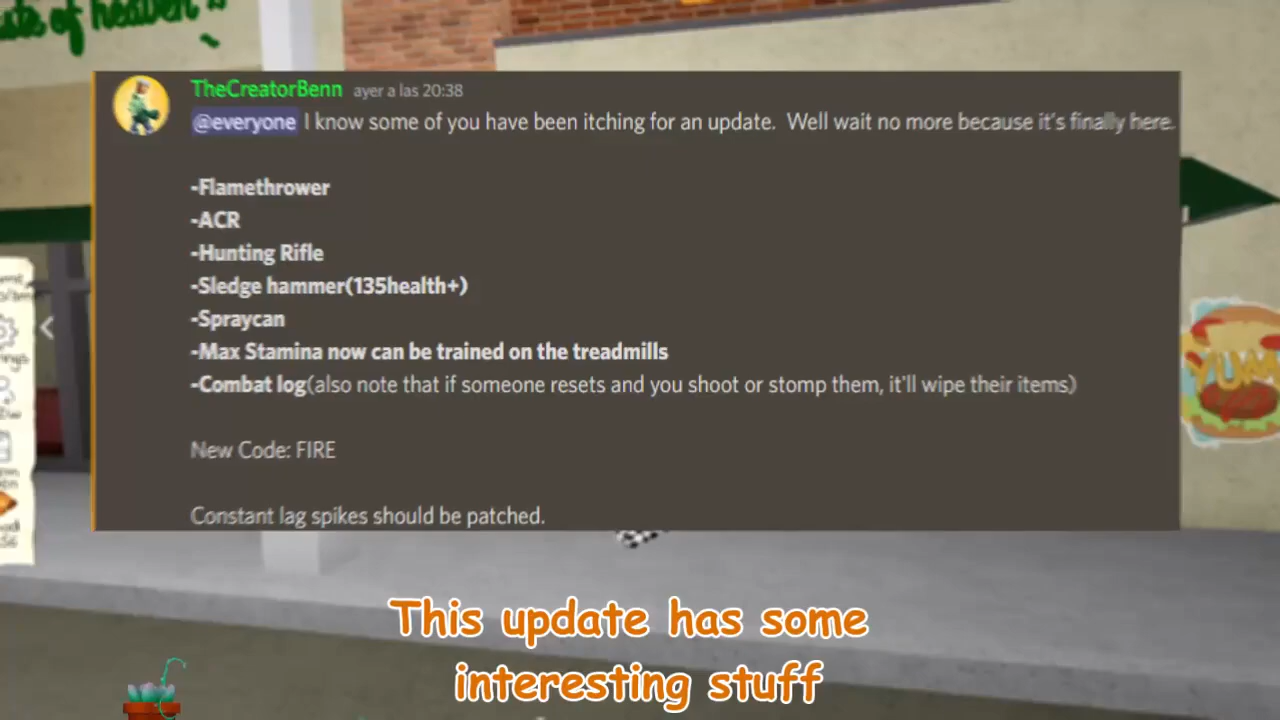 of heaven"
TheCreatorBenn ayer a las 20:38
@everyone I know some of you have been itching for an update. Well wait no more because it's finally here.
-Flamethrower
-ACR
-Hunting Rifle
-Sledge hammer(135health+)
-Spraycan
-Max Stamina now can be trained on the treadmills
-Combat log(also note that if someone resets and you shoot or stomp them, it'll wipe their items)
YUM
New Code: FIRE
Constant lag spikes should be patched.
This update has some
interesting stuff